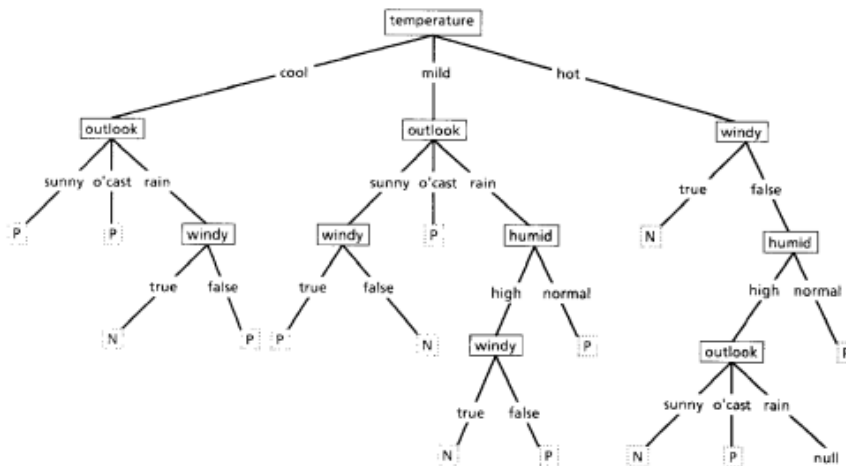 temperature
cool mild hot
outlook outlook windy
sunny o'cast rain sunny o'cast rain true false
P P windy windy P humid N humid
true false true false high normal high normal
N P P N windy P outlook P
true false sunny o'cast rain
N P N P null